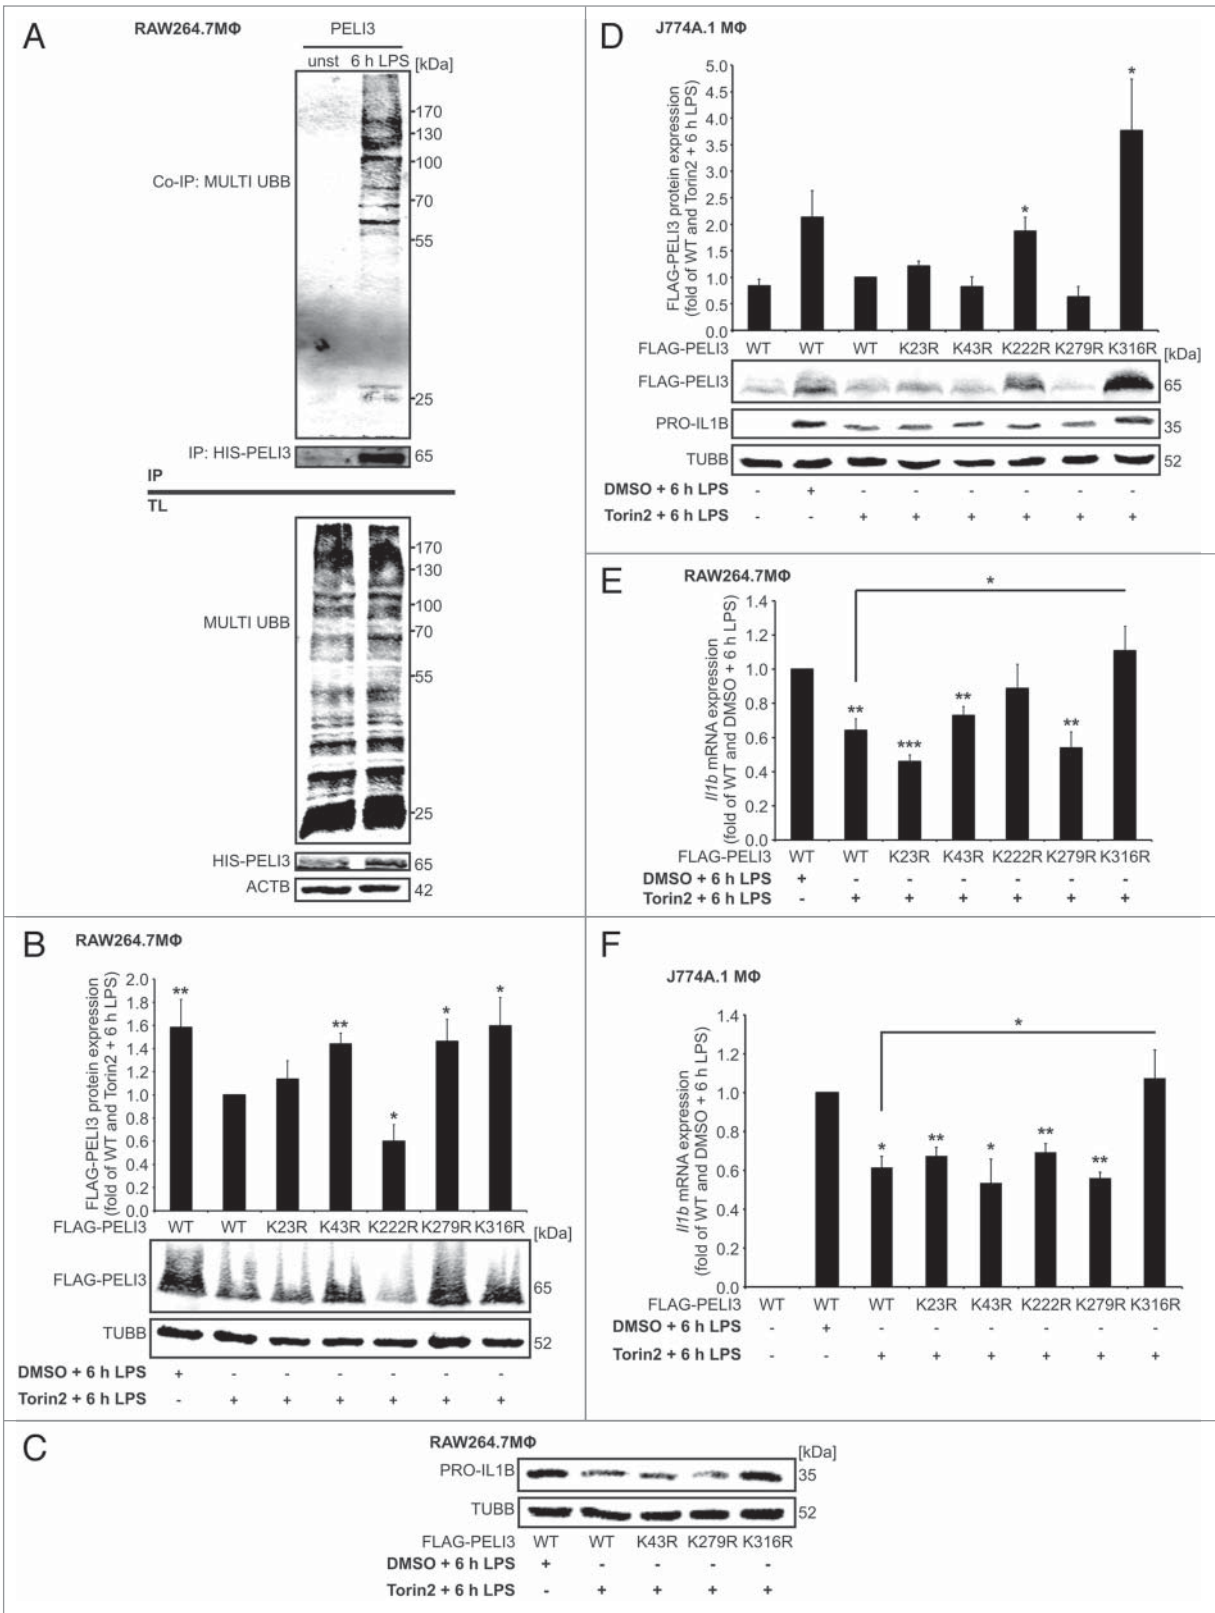 A
RAW264.7MΦ
PELI3
unst 6 h LPS [kDa]
170
130
100
Co-IP: MULTI UBB
70
55
25
IP: HIS-PELI3 65
IP
TL
170
130
100
MULTI UBB
70
55
25
HIS-PELI3 65
ACTB 42
B
RAW264.7MΦ
FLAG-PELI3 protein expression
(fold of WT and Torin2 + 6 h LPS)
2.0
1.8
1.6
1.4
1.2
1.0
0.8
0.6
0.4
0.2
0.0
** ** * * *
FLAG-PELI3 WT WT K23R K43R K222R K279R K316R [kDa]
FLAG-PELI3 65
TUBB 52
DMSO + 6 h LPS + - - - - - -
Torin2 + 6 h LPS - + + + + + +
C
RAW264.7MΦ
[kDa]
PRO-IL1B 35
TUBB 52
FLAG-PELI3 WT WT K43R K279R K316R
DMSO + 6 h LPS + - - - -
Torin2 + 6 h LPS - + + + +
D
J774A.1 MΦ
FLAG-PELI3 protein expression
(fold of WT and Torin2 + 6 h LPS)
5.0
4.5
4.0
3.5
3.0
2.5
2.0
1.5
1.0
0.5
0.0
* *
FLAG-PELI3 WT WT WT K23R K43R K222R K279R K316R [kDa]
FLAG-PELI3 65
PRO-IL1B 35
TUBB 52
DMSO + 6 h LPS - + - - - - - -
Torin2 + 6 h LPS - - + + + + + +
E
RAW264.7MΦ
Il1b mRNA expression
(fold of WT and DMSO + 6 h LPS)
1.4
1.2
1.0
0.8
0.6
0.4
0.2
0.0
*
** *** ** **
FLAG-PELI3 WT WT K23R K43R K222R K279R K316R
DMSO + 6 h LPS + - - - - - -
Torin2 + 6 h LPS - + + + + + +
F
J774A.1 MΦ
Il1b mRNA expression
(fold of WT and DMSO + 6 h LPS)
1.4
1.2
1.0
0.8
0.6
0.4
0.2
0.0
*
* ** * ** **
FLAG-PELI3 WT WT WT K23R K43R K222R K279R K316R
DMSO + 6 h LPS - + - - - - - -
Torin2 + 6 h LPS - - + + + + + +